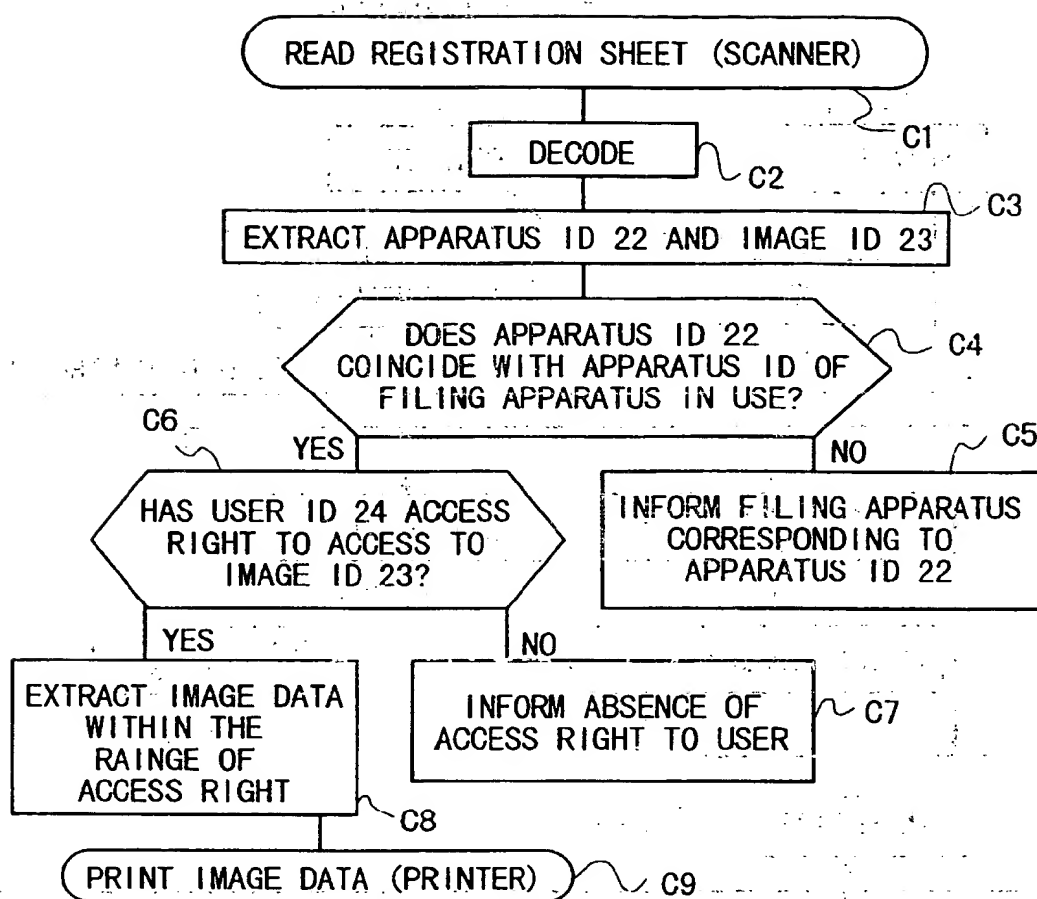 READ REGISTRATION SHEET (SCANNER)
C1
DECODE
C2
C3
EXTRACT APPARATUS ID 22 AND IMAGE ID 23
DOES APPARATUS ID 22
COINCIDE WITH APPARATUS ID OF
FILING APPARATUS IN USE?
C4
C6
YES
NO
C5
HAS USER ID 24 ACCESS
RIGHT TO ACCESS TO
IMAGE ID 23?
INFORM FILING APPARATUS
CORRESPONDING TO
APPARATUS ID 22
YES
NO
EXTRACT IMAGE DATA
WITHIN THE
RAINGE OF
ACCESS RIGHT
INFORM ABSENCE OF
ACCESS RIGHT TO USER
C7
C8
PRINT IMAGE DATA (PRINTER)
C9